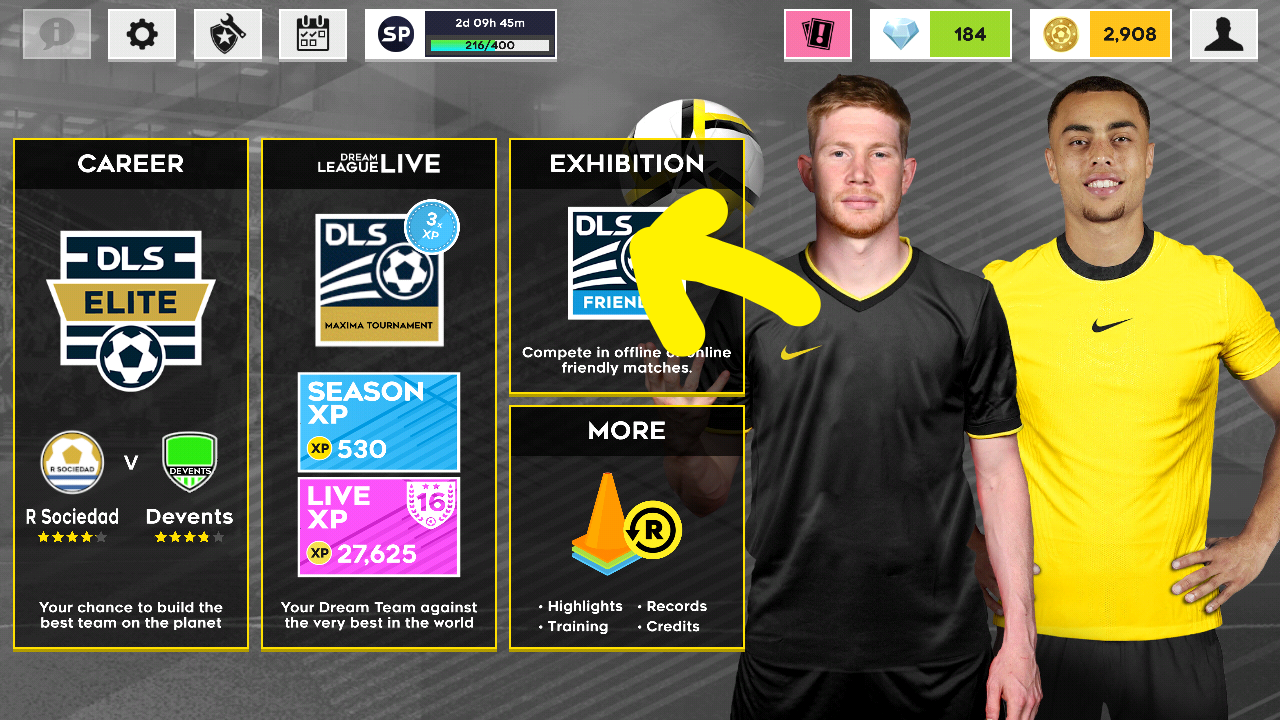 SP
2d 09h 45m
216/400
184
2,908
CAREER
DLS
ELITE
R SOCIEDAD
V
DEVENTS
R Sociedad
Devents
Your chance to build the
best team on the planet
DREAM
LEAGUE LIVE
3x
XP
DLS
MAXIMA TOURNAMENT
SEASON
XP
XP 530
LIVE
XP
16
XP 27,625
Your Dream Team against
the very best in the world
EXHIBITION
DLS
Compete in offline online
friendly matches.
MORE
R
• Highlights • Records
• Training • Credits